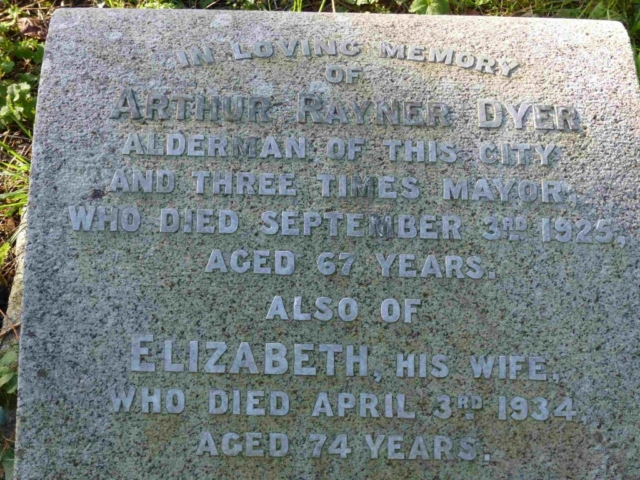 IN LOVING MEMORY
OF
ARTHUR RAYNER DYER
ALDERMAN OF THIS CITY
AND THREE TIMES MAYOR,
WHO DIED SEPTEMBER 3RD 1925,
AGED 67 YEARS.
ALSO OF
ELIZABETH, HIS WIFE,
WHO DIED APRIL 3RD 1934,
AGED 74 YEARS.